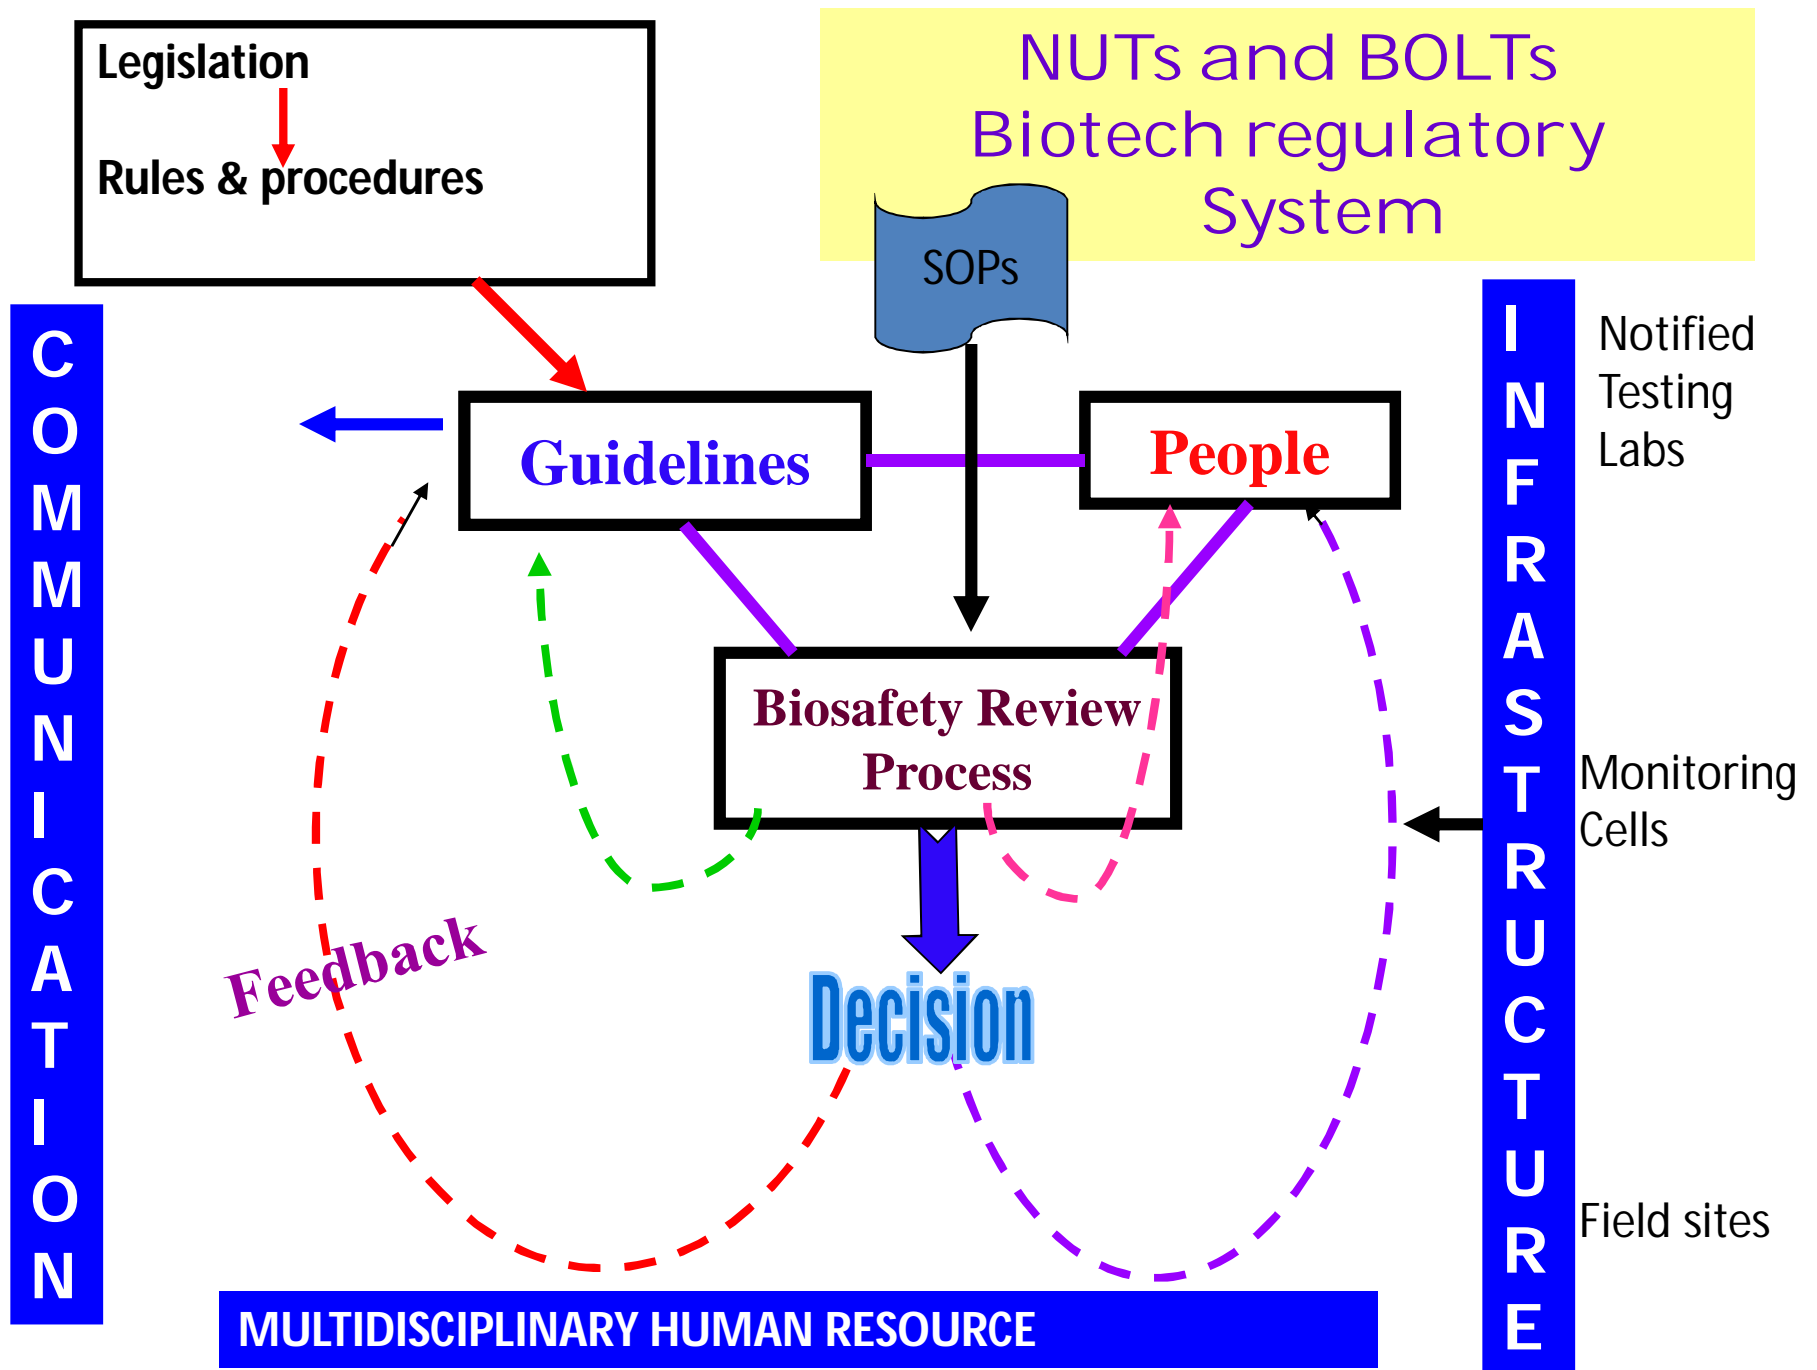 Legislation
Rules & procedures
NUTs and BOLTs
Biotech regulatory
System
SOPs
COMMUNICATION
INFRASTRUCTURE
Notified
Testing
Labs
Guidelines
People
Biosafety Review
Process
Monitoring
Cells
Feedback
Decision
Field sites
MULTIDISCIPLINARY HUMAN RESOURCE